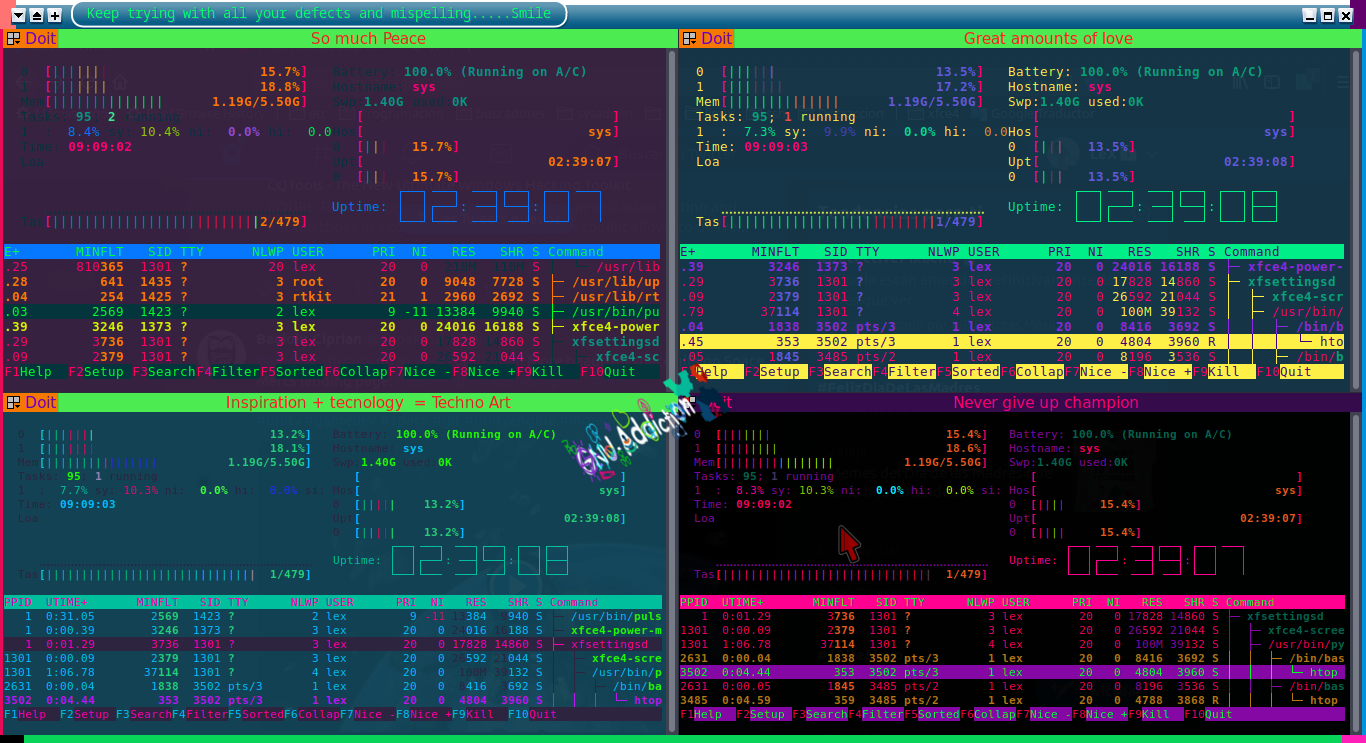 Keep trying with all your defects and mispelling.....Smile
Doit So much Peace
0 [ 15.7%] Battery: 100.0% (Running on A/C)
1 [ 18.8%] Hostname: sys
Mem[ 1.19G/5.50G] Swp:1.40G used:0K
Tasks: 95, 2 running [ ]
1 : 8.4% sy: 10.4% ni: 0.0% hi: 0.0 Hos[ sys]
Time: 09:09:02 0 [ 15.7%]
Loa Upt[ 02:39:07]
0 [ 15.7%]
Uptime: 02:39:07
Tas[ 2/479]
E+ MINFLT SID TTY NLWP USER PRI NI RES SHR S Command
.25 810365 1301 ? 20 lex 20 0 S /usr/lib
.28 641 1435 ? 3 root 20 0 9048 7728 S ├─ /usr/lib/up
.04 254 1425 ? 3 rtkit 21 1 2960 2692 S ├─ /usr/lib/rt
.03 2569 1423 ? 2 lex 9 -11 13384 9940 S ├─ /usr/bin/pu
.39 3246 1373 ? 3 lex 20 0 24016 16188 S ├─ xfce4-power
.29 3736 1301 ? 3 lex 20 0 828 860 S xfsettingsd
.09 2379 1301 ? 3 lex 20 0 592 044 S xfce4-sc
F1Help F2Setup F3SearchF4FilterF5SortedF6CollapF7Nice -F8Nice +F9Kill F10Quit
Doit Great amounts of love
0 [ 13.5%] Battery: 100.0% (Running on A/C)
1 [ 17.2%] Hostname: sys
Mem[ 1.19G/5.50G] Swp:1.40G used:0K
Tasks: 95; 1 running [ ]
1 : 7.3% sy: 9.9% ni: 0.0% hi: 0.0Hos[ sys]
Time: 09:09:03 0 [ 13.5%]
Loa Upt[ 02:39:08]
0 [ 13.5%]
Uptime: 02:39:08
Tas[ 1/479]
E+ MINFLT SID TTY NLWP USER PRI NI RES SHR S Command
.39 3246 1373 ? 3 lex 20 0 24016 16188 S ├─ xfce4-power-
.29 3736 1301 ? 3 lex 20 0 17828 14860 S ├─ xfsettingsd
.09 2379 1301 ? 3 lex 20 0 26592 21044 S │ ├─ xfce4-scr
.79 37114 1301 ? 4 lex 20 0 100M 39132 S │ ├─ /usr/bin/
.04 1838 3502 pts/3 1 lex 20 0 8416 3692 S │ │ ├─ /bin/b
.45 353 3502 pts/3 1 lex 20 0 4804 3960 R │ │ │ └─ hto
.05 1845 3485 pts/2 1 lex 20 0 8196 3536 S │ │ ├─ /bin/b
F1Help F2Setup F3SearchF4FilterF5SortedF6CollapF7Nice -F8Nice +F9Kill F10Quit
#FelizDiaDeLasMadres
Gnu.Addiction
Doit Inspiration + tecnology = Techno Art
0 [ 13.2%] Battery: 100.0% (Running on A/C)
1 [ 18.1%] Hostname: sys
Mem[ 1.19G/5.50G] Swp:1.40G used:0K
Tasks: 95, 1 running [ ]
1 : 7.7% sy: 10.3% ni: 0.0% hi: 0.0% si: Hos[ sys]
Time: 09:09:03 0 [ 13.2%]
Loa Upt[ 02:39:08]
0 [ 13.2%]
Uptime: 02:39:08
Tas[ 1/479]
PPID UTIME+ MINFLT SID TTY NLWP USER PRI NI RES SHR S Command
1 0:31.05 2569 1423 ? 2 lex 9 -11 13384 940 S ├─ /usr/bin/puls
1 0:00.39 3246 1373 ? 3 lex 20 0 016 188 S ├─ xfce4-power-m
1 0:01.29 3736 1301 ? 3 lex 20 0 17828 14860 S ├─ xfsettingsd
1301 0:00.09 2379 1301 ? 3 lex 20 0 592 044 S xfce4-scre
1301 1:06.78 37114 1301 ? 4 lex 20 0 100M 39132 S /usr/bin/p
2631 0:00.04 1838 3502 pts/3 1 lex 20 0 416 692 S /bin/ba
3502 0:04.44 353 3502 pts/3 1 lex 20 0 4804 3960 R └─ htop
F1Help F2Setup F3SearchF4FilterF5SortedF6CollapF7Nice -F8Nice +F9Kill F10Quit
it Never give up champion
0 [ 15.4%] Battery: 100.0% (Running on A/C)
1 [ 18.6%] Hostname: sys
Mem[ 1.19G/5.50G] Swp:1.40G used:0K
Tasks: 95; 1 running [ ]
1 : 8.3% sy: 10.3% ni: 0.0% hi: 0.0% si: Hos[ sys]
Time: 09:09:02 0 [ 15.4%]
Loa Upt[ 02:39:07]
0 [ 15.4%]
Uptime: 02:39:07
Tas[ 1/479]
PPID UTIME+ MINFLT SID TTY NLWP USER PRI NI RES SHR S Command
1 0:01.29 3736 1301 ? 3 lex 20 0 17828 14860 S ├─ xfsettingsd
1301 0:00.09 2379 1301 ? 3 lex 20 0 26592 21044 S │ ├─ xfce4-scree
1301 1:06.78 37114 1301 ? 4 lex 20 0 100M 39132 S │ ├─ /usr/bin/py
2631 0:00.04 1838 3502 pts/3 1 lex 20 0 8416 3692 S │ │ ├─ /bin/bas
3502 0:04.44 353 3502 pts/3 1 lex 20 0 4804 3960 S │ │ │ └─ htop
2631 0:00.05 1845 3485 pts/2 1 lex 20 0 8196 3536 S │ │ ├─ /bin/bas
3485 0:04.59 359 3485 pts/2 1 lex 20 0 4788 3868 R │ │ │ └─ htop
F1Help F2Setup F3SearchF4FilterF5SortedF6CollapF7Nice -F8Nice +F9Kill F10Quit